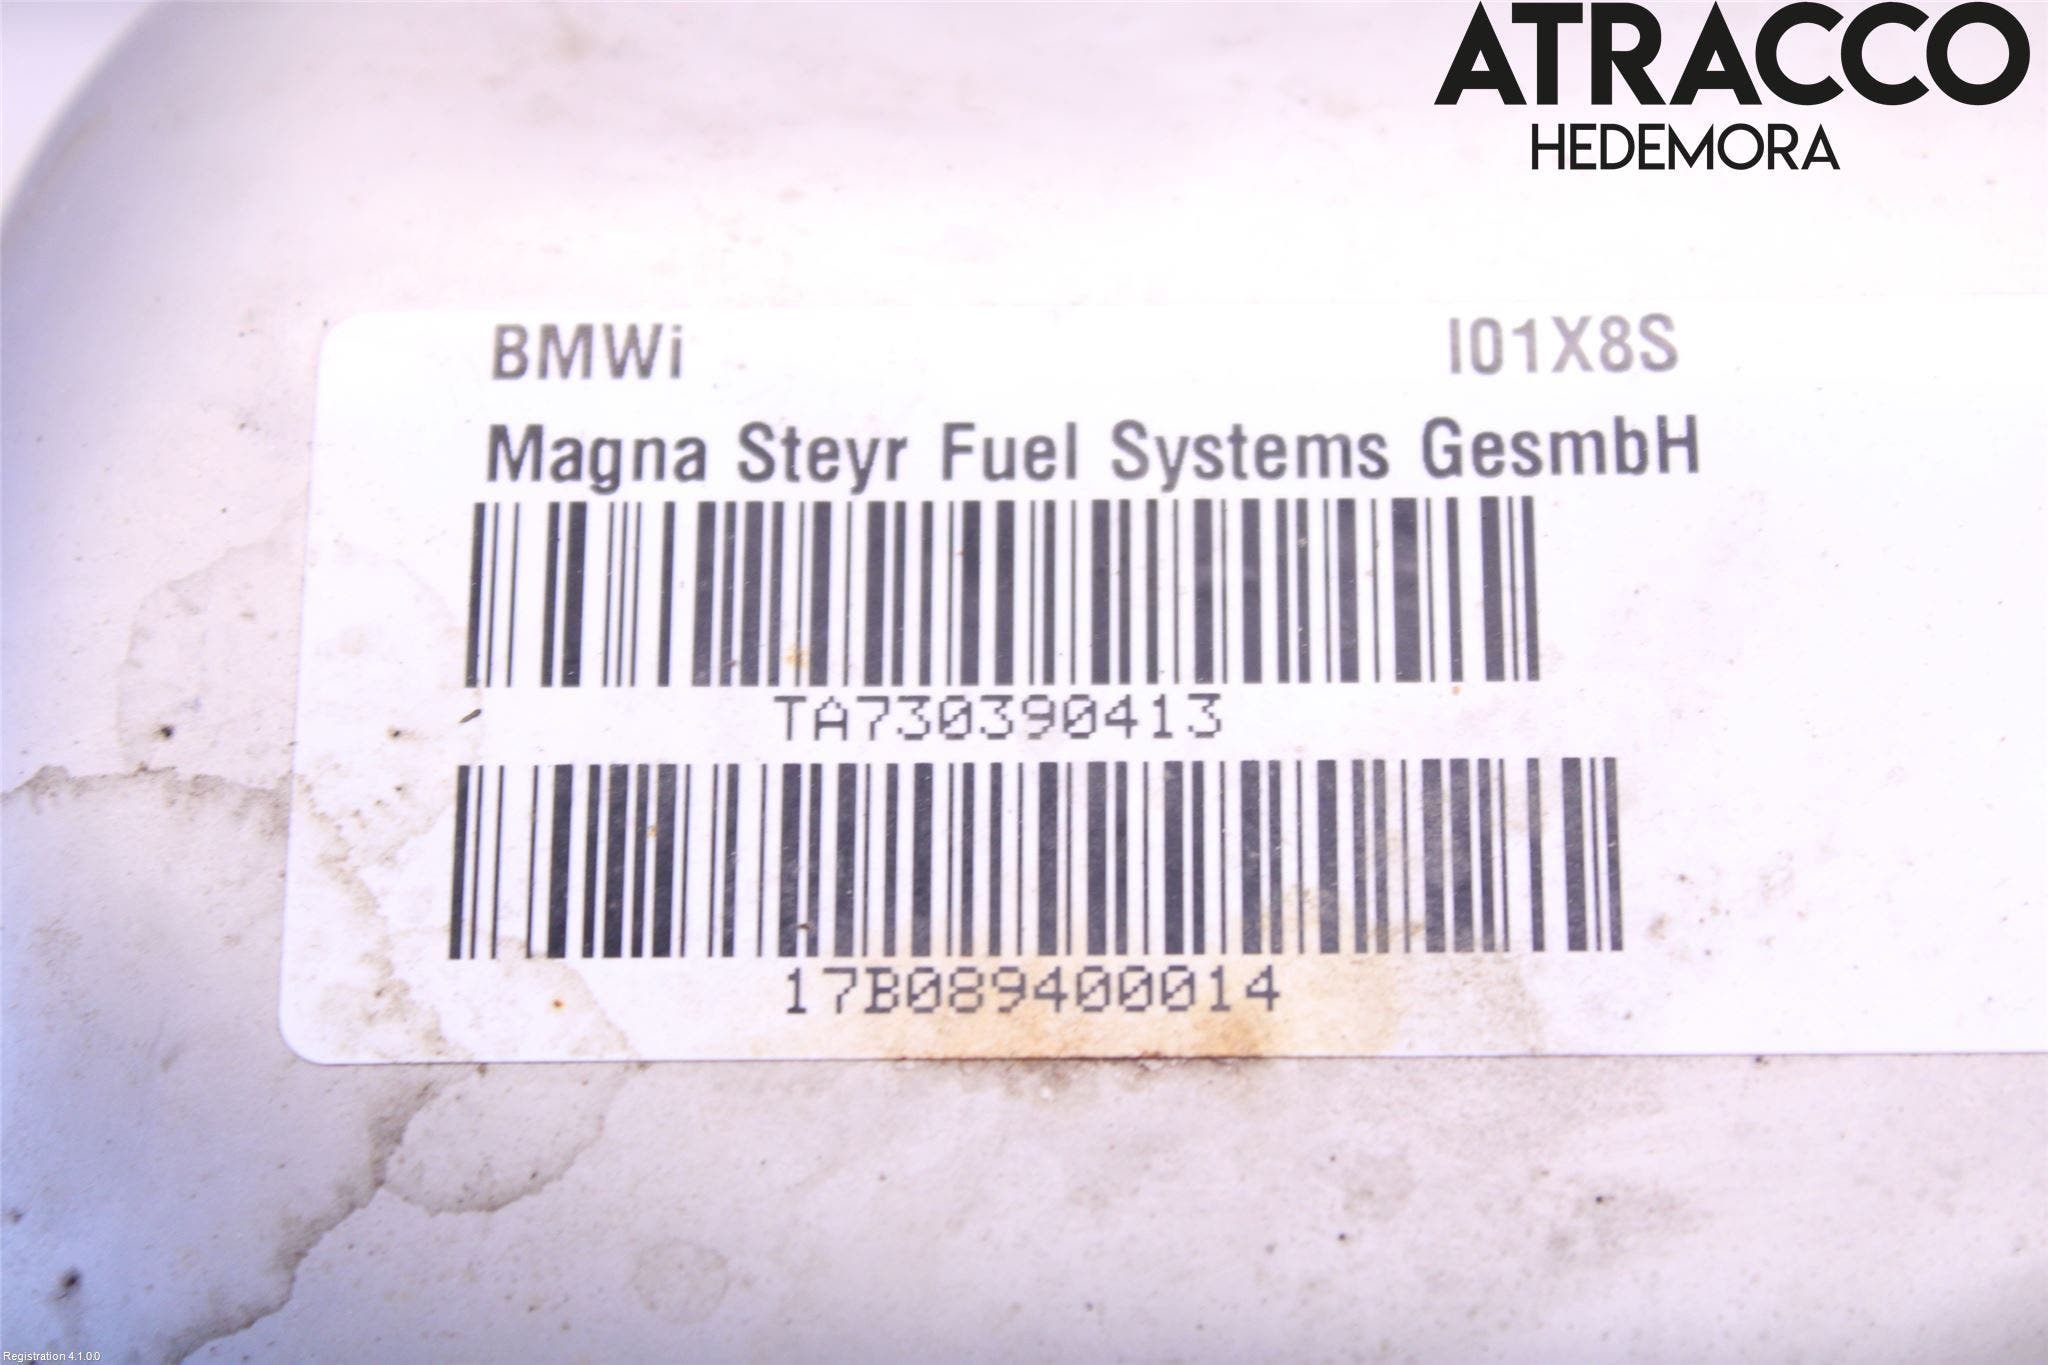 ATRACCO
HEDEMORA
BMWi I01X8S
Magna Steyr Fuel Systems GesmbH
TA730390413
17B089400014
Registration 4.1.0.0